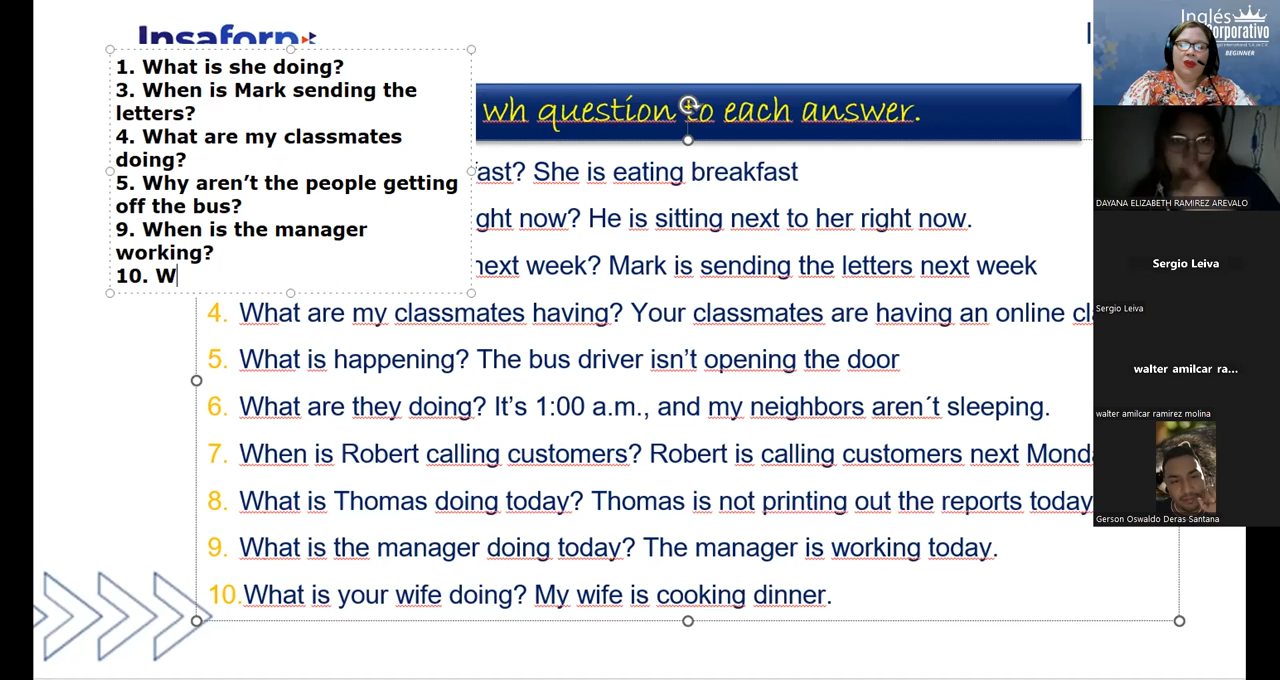 Insaforp
1. What is she doing?
3. When is Mark sending the
letters?
4. What are my classmates
doing?
5. Why aren’t the people getting
off the bus?
9. When is the manager
working?
10. W
wh question to each answer.
ast? She is eating breakfast
ght now? He is sitting next to her right now.
next week? Mark is sending the letters next week
4. What are my classmates having? Your classmates are having an online cl
5. What is happening? The bus driver isn’t opening the door
6. What are they doing? It’s 1:00 a.m., and my neighbors aren´t sleeping.
7. When is Robert calling customers? Robert is calling customers next Mond
8. What is Thomas doing today? Thomas is not printing out the reports today
9. What is the manager doing today? The manager is working today.
10. What is your wife doing? My wife is cooking dinner.
Inglés
Corporativo
BEGINNER
DAYANA ELIZABETH RAMIREZ AREVALO
Sergio Leiva
Sergio Leiva
walter amilcar ra...
walter amilcar ramirez molina
Gerson Oswaldo Deras Santana